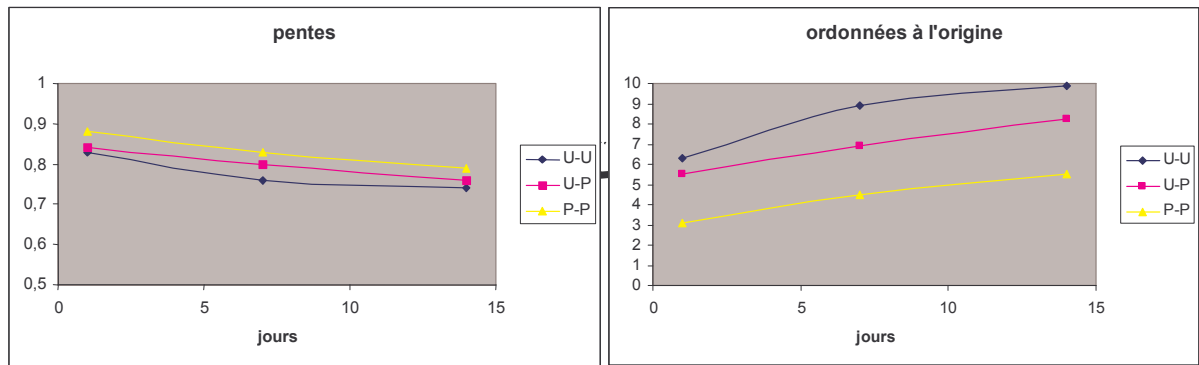 pentes
1
0,9
0,8
0,7
0,6
0,5
0 5 10 15
jours
U-U
U-P
P-P
ordonnées à l'origine
10
9
8
7
6
5
4
3
2
1
0
0 5 10 15
jours
U-U
U-P
P-P